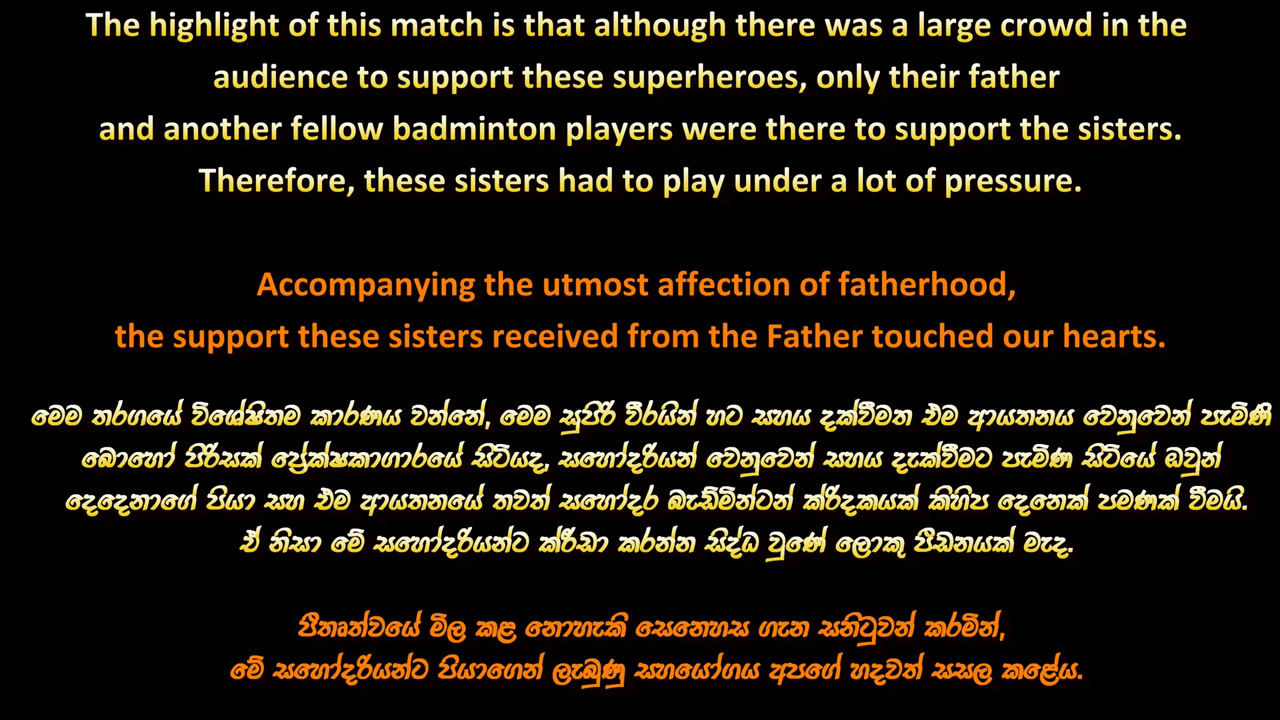 The highlight of this match is that although there was a large crowd in the
audience to support these superheroes, only their father
and another fellow badminton players were there to support the sisters.
Therefore, these sisters had to play under a lot of pressure.
Accompanying the utmost affection of fatherhood,
the support these sisters received from the Father touched our hearts.
මෙම තරගයේ විශේෂිතම කාරණය වන්නේ, මෙම සුපිරි වීරයින් හට සහය දක්වීමත එම ආයතනය වෙනුවෙන් පැමිණි
බොහෝ පිරිසක් ප්‍රේක්ෂකාගාරයේ සිටියද, සහෝදරියන් වෙනුවෙන් සහය දැක්වීමට පැමිණ සිටියේ ඔවුන්
දෙදෙනාගේ පියා සහ එම ආයතනයේ තවත් සහෝදර බැඩ්මින්ටන් ක්රිදකයක් කිහිප දෙනෙක් පමණක් වීමයි.
ඒ නිසා මේ සහෝදරියන්ට ක්රීඩා කරන්න සිද්ධ වුණේ ලොකු පීඩනයක් මැද.
පීතෘත්වයේ මිල කළ නොහැකි සෙනෙහස ගැන සනිටුවන් කරමින්,
මේ සහෝදරියන්ට පියාගෙන් ලැබුණු සහයෝගය අපගේ හදවත් සසල කළේය.